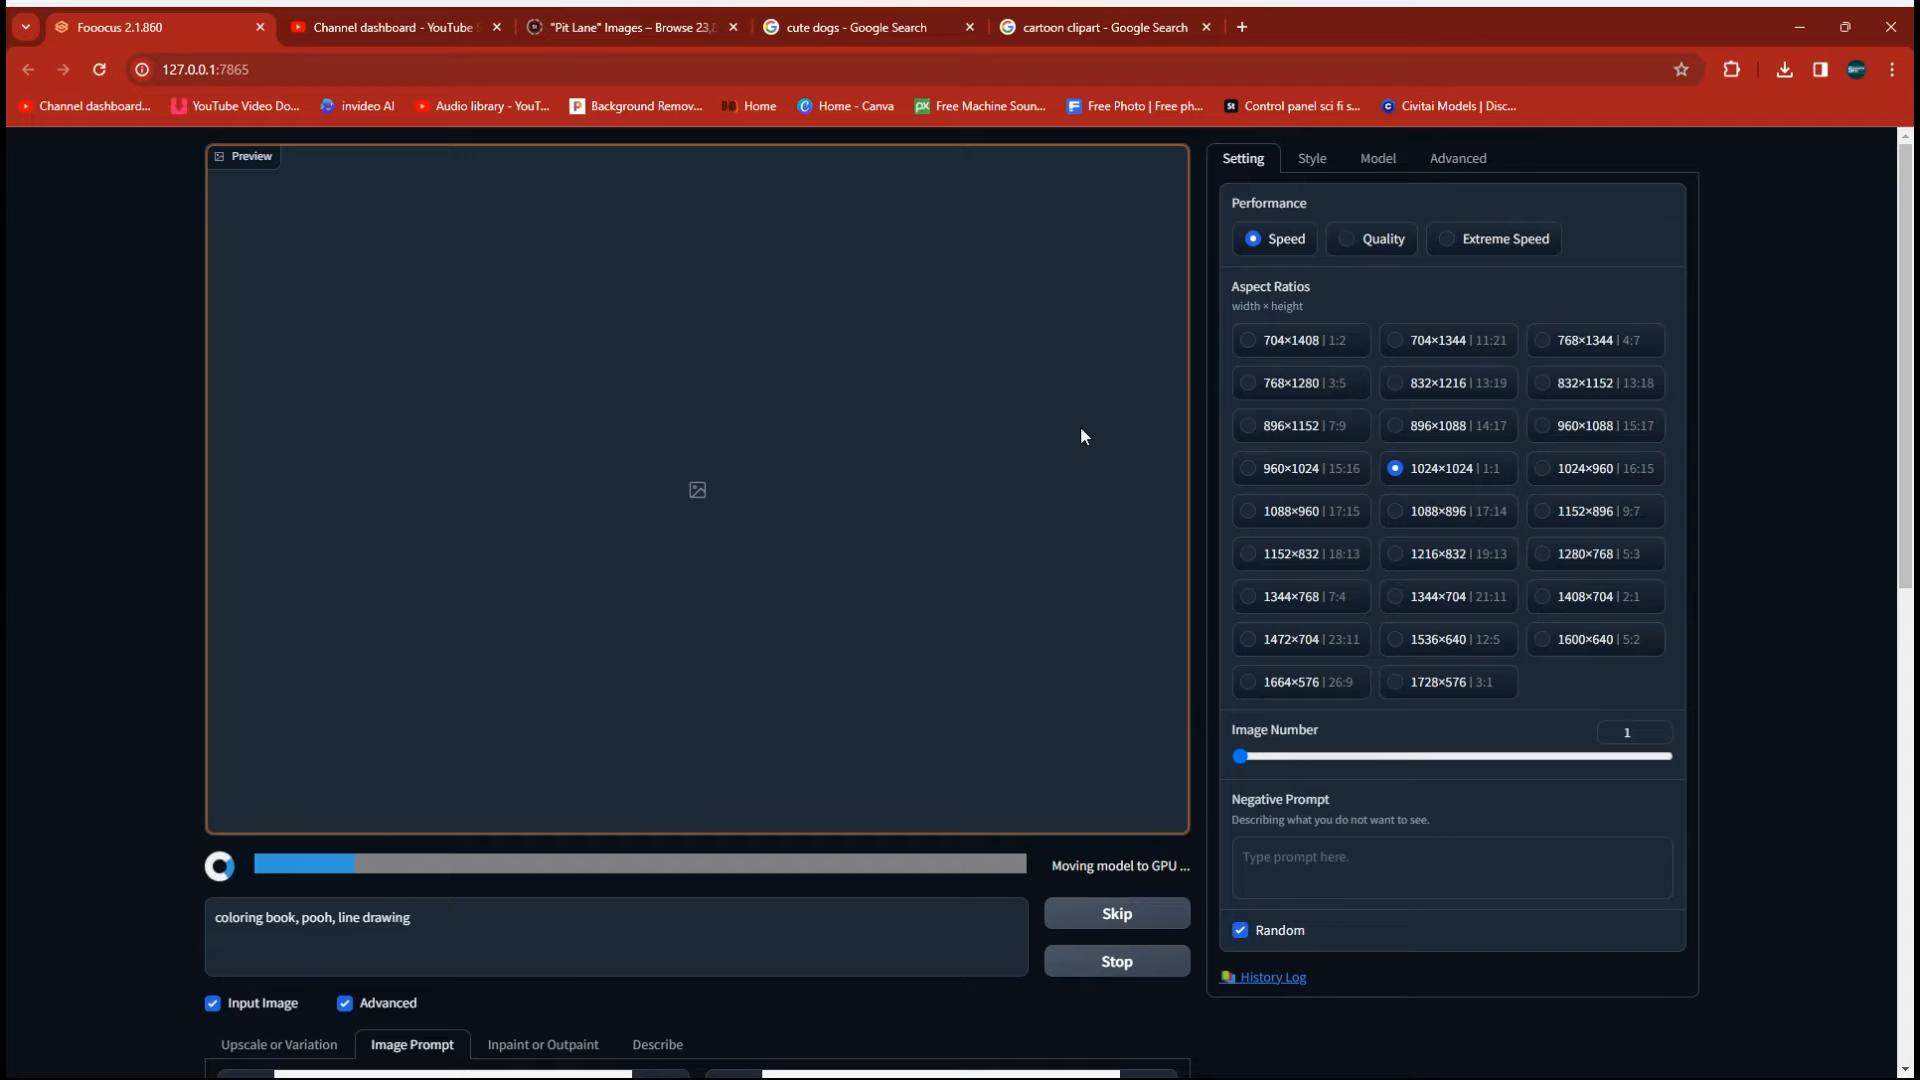 Fooocus 2.1.860
Channel dashboard - YouTube S
"Pit Lane" Images – Browse 23,8
cute dogs - Google Search
cartoon clipart - Google Search
127.0.0.1:7865
Channel dashboard...
YouTube Video Do...
invideo AI
Audio library - YouT...
Background Remov...
Home
Home - Canva
Free Machine Soun...
Free Photo | Free ph...
Control panel sci fi s...
Civitai Models | Disc...
Preview
Setting
Style
Model
Advanced
Performance
Speed
Quality
Extreme Speed
Aspect Ratios
width × height
704×1408 | 1:2
704×1344 | 11:21
768×1344 | 4:7
768×1280 | 3:5
832×1216 | 13:19
832×1152 | 13:18
896×1152 | 7:9
896×1088 | 14:17
960×1088 | 15:17
960×1024 | 15:16
1024×1024 | 1:1
1024×960 | 16:15
1088×960 | 17:15
1088×896 | 17:14
1152×896 | 9:7
1152×832 | 18:13
1216×832 | 19:13
1280×768 | 5:3
1344×768 | 7:4
1344×704 | 21:11
1408×704 | 2:1
1472×704 | 23:11
1536×640 | 12:5
1600×640 | 5:2
1664×576 | 26:9
1728×576 | 3:1
Image Number
1
Negative Prompt
Describing what you do not want to see.
Type prompt here.
Random
History Log
Moving model to GPU ...
coloring book, pooh, line drawing
Skip
Stop
Input Image
Advanced
Upscale or Variation
Image Prompt
Inpaint or Outpaint
Describe